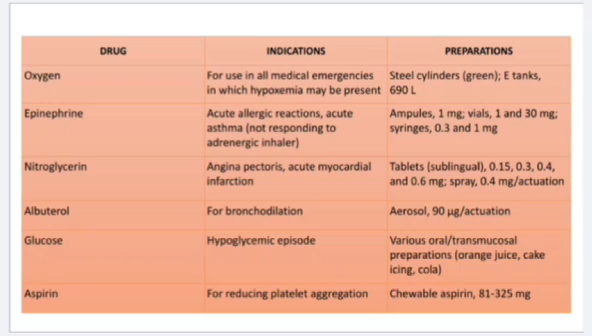 DRUG INDICATIONS PREPARATIONS
Oxygen For use in all medical emergencies Steel cylinders (green); E tanks,
in which hypoxemia may be present 690 L
Epinephrine Acute allergic reactions, acute Ampules, 1 mg; vials, 1 and 30 mg;
asthma (not responding to syringes, 0.3 and 1 mg
adrenergic inhaler)
Nitroglycerin Angina pectoris, acute myocardial Tablets (sublingual), 0.15, 0.3, 0.4,
infarction and 0.6 mg; spray, 0.4 mg/actuation
Albuterol For bronchodilation Aerosol, 90 µg/actuation
Glucose Hypoglycemic episode Various oral/transmucosal
preparations (orange juice, cake
icing, cola)
Aspirin For reducing platelet aggregation Chewable aspirin, 81-325 mg